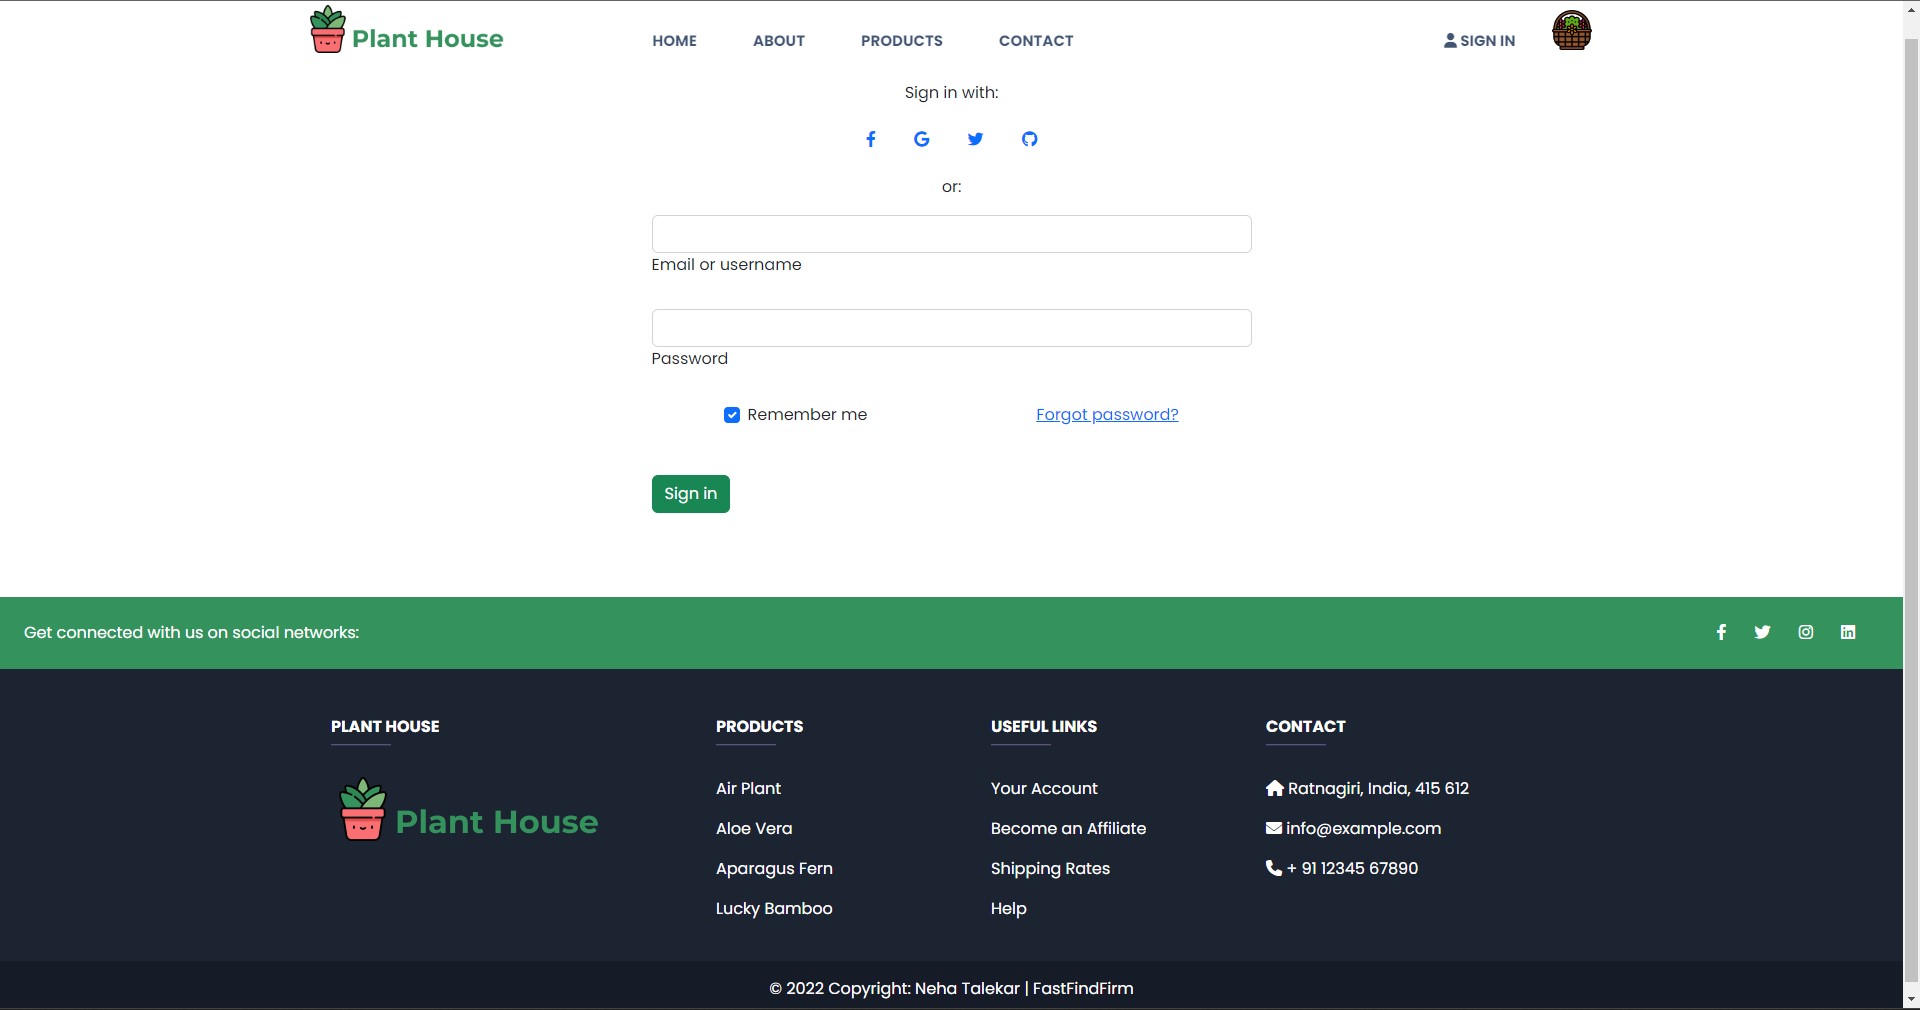 Plant House
HOME ABOUT PRODUCTS CONTACT
SIGN IN
Sign in with:
or:
Email or username
Password
Remember me
Forgot password?
Sign in
Get connected with us on social networks:
PLANT HOUSE
Plant House
PRODUCTS
Air Plant
Aloe Vera
Aparagus Fern
Lucky Bamboo
USEFUL LINKS
Your Account
Become an Affiliate
Shipping Rates
Help
CONTACT
Ratnagiri, India, 415 612
info@example.com
+ 91 12345 67890
© 2022 Copyright: Neha Talekar | FastFindFirm